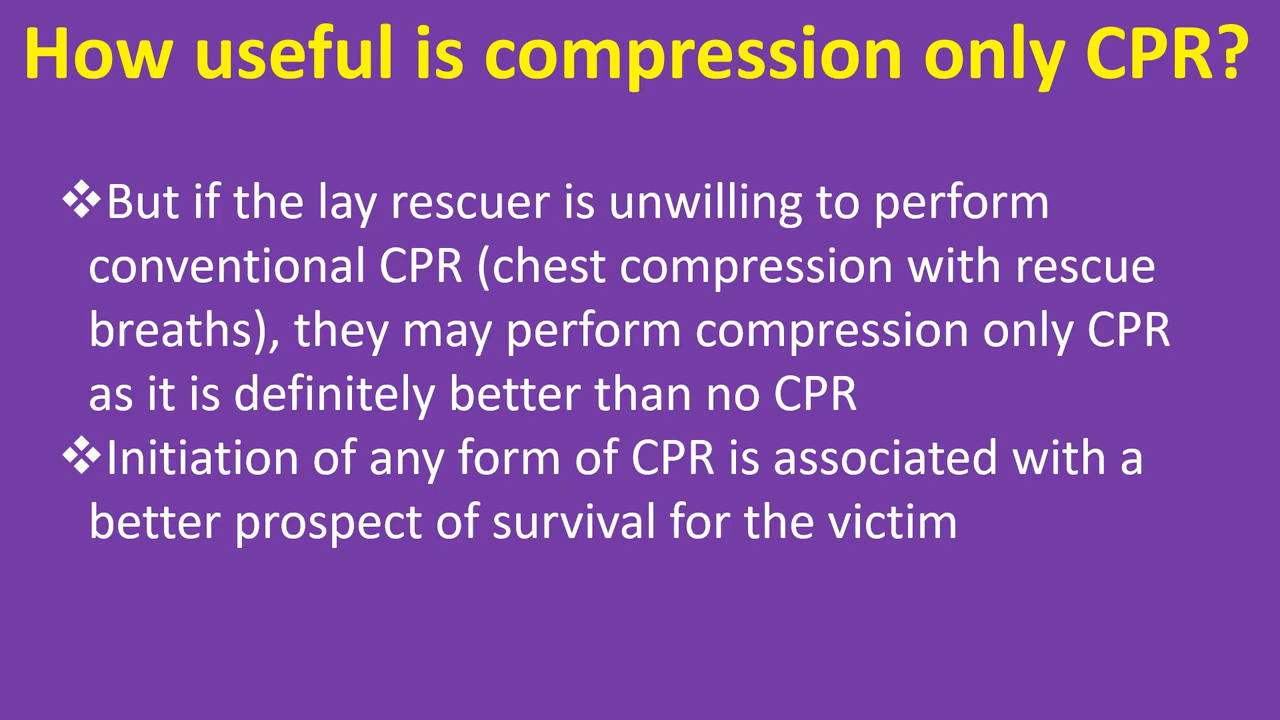 How useful is compression only CPR?
❖But if the lay rescuer is unwilling to perform
conventional CPR (chest compression with rescue
breaths), they may perform compression only CPR
as it is definitely better than no CPR
❖Initiation of any form of CPR is associated with a
better prospect of survival for the victim